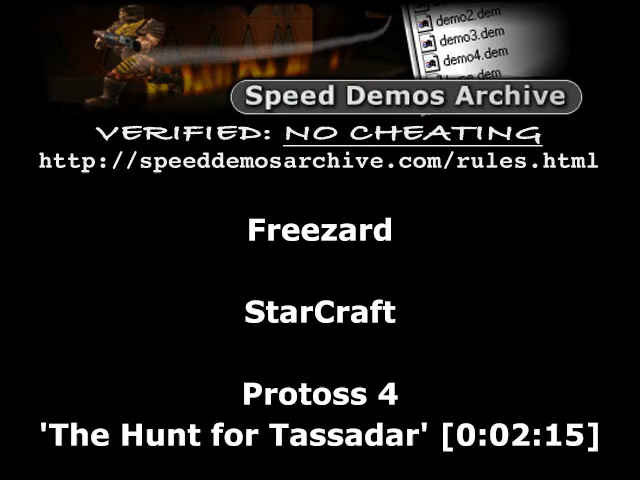 demo2.dem
demo3.dem
demo4.dem
Speed Demos Archive
VERIFIED: NO CHEATING
http://speeddemosarchive.com/rules.html
Freezard
StarCraft
Protoss 4
'The Hunt for Tassadar' [0:02:15]